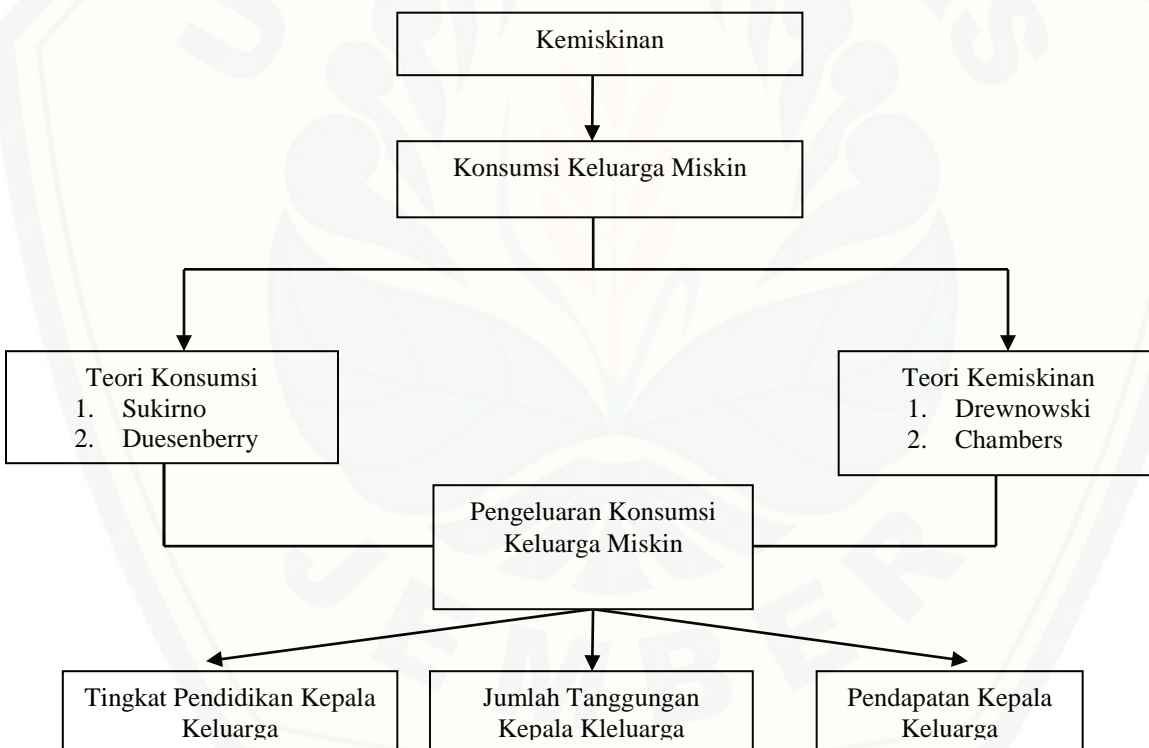 Kemiskinan
Konsumsi Keluarga Miskin
Teori Konsumsi
1. Sukirno
2. Duesenberry
Teori Kemiskinan
1. Drewnowski
2. Chambers
Pengeluaran Konsumsi
Keluarga Miskin
Tingkat Pendidikan Kepala
Keluarga
Jumlah Tanggungan
Kepala Kleluarga
Pendapatan Kepala
Keluarga
JEMBER